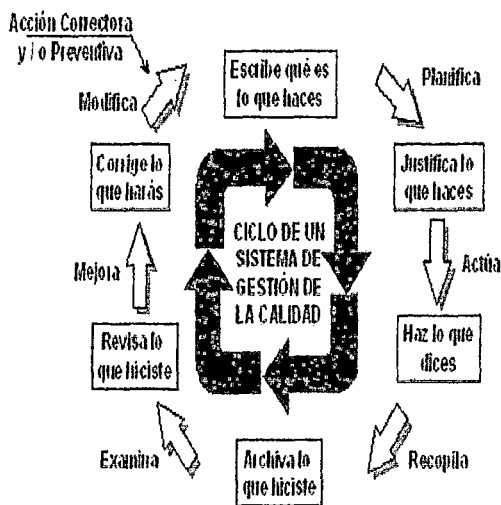 Acción Correctora
y / o Preventiva
Modifica
Escribe qué es
lo que haces
Planifica
Justifica lo
que haces
Actúa
Haz lo que
dices
Recopila
Archiva lo
que hiciste
Examina
Revisa lo
que hiciste
Mejora
Corrige lo
que harás
CICLO DE UN
SISTEMA DE
GESTIÓN DE
LA CALIDAD